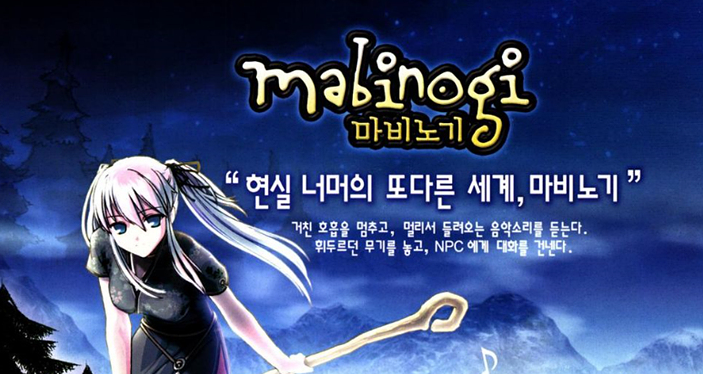 mabinogi
마비노기
“ 현실 너머의 또다른 세계, 마비노기 ”
거친 호흡을 멈추고, 멀리서 들려오는 음악소리를 듣는다.
휘두르던 무기를 놓고, NPC에게 대화를 건넨다.